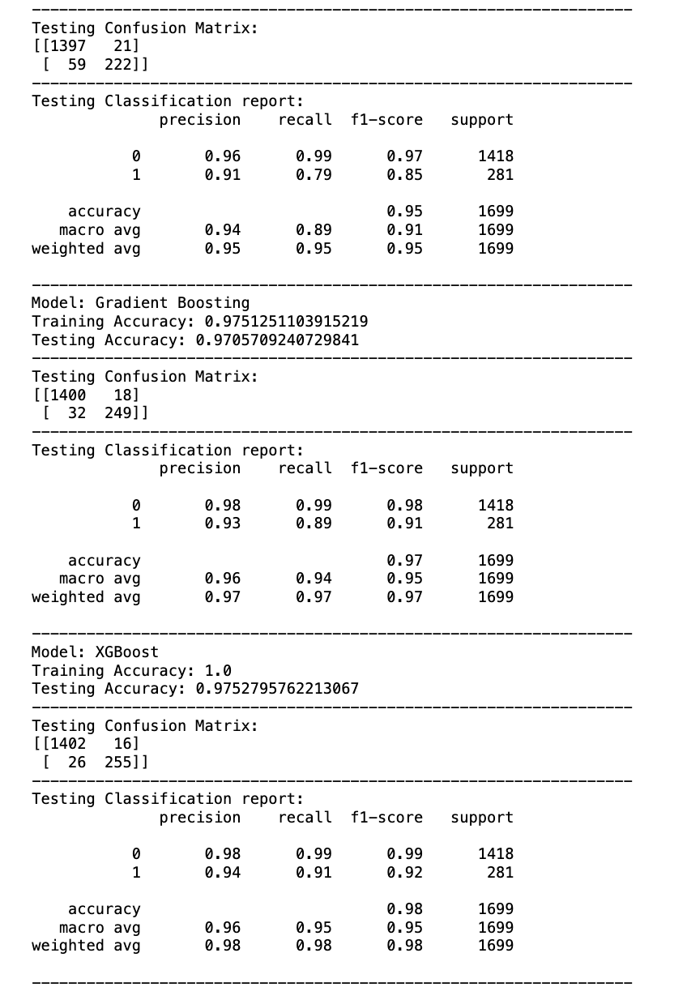 ------------------------------------------------------------------
Testing Confusion Matrix:
[[1397   21]
 [  59  222]]
------------------------------------------------------------------
Testing Classification report:
              precision    recall  f1-score   support

           0       0.96      0.99      0.97      1418
           1       0.91      0.79      0.85       281

    accuracy                           0.95      1699
   macro avg       0.94      0.89      0.91      1699
weighted avg       0.95      0.95      0.95      1699

------------------------------------------------------------------
Model: Gradient Boosting
Training Accuracy: 0.9751251103915219
Testing Accuracy: 0.9705709240729841
------------------------------------------------------------------
Testing Confusion Matrix:
[[1400   18]
 [  32  249]]
------------------------------------------------------------------
Testing Classification report:
              precision    recall  f1-score   support

           0       0.98      0.99      0.98      1418
           1       0.93      0.89      0.91       281

    accuracy                           0.97      1699
   macro avg       0.96      0.94      0.95      1699
weighted avg       0.97      0.97      0.97      1699

------------------------------------------------------------------
Model: XGBoost
Training Accuracy: 1.0
Testing Accuracy: 0.9752795762213067
------------------------------------------------------------------
Testing Confusion Matrix:
[[1402   16]
 [  26  255]]
------------------------------------------------------------------
Testing Classification report:
              precision    recall  f1-score   support

           0       0.98      0.99      0.99      1418
           1       0.94      0.91      0.92       281

    accuracy                           0.98      1699
   macro avg       0.96      0.95      0.95      1699
weighted avg       0.98      0.98      0.98      1699

------------------------------------------------------------------